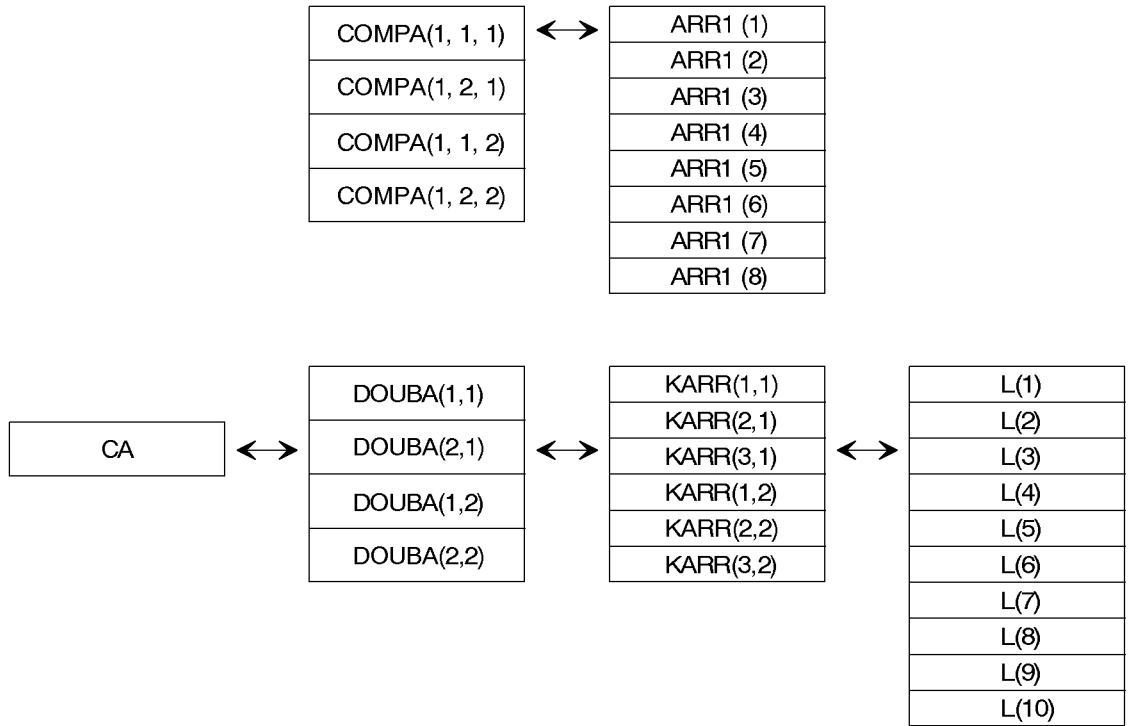 COMPA(1, 1, 1)
COMPA(1, 2, 1)
COMPA(1, 1, 2)
COMPA(1, 2, 2)
ARR1 (1)
ARR1 (2)
ARR1 (3)
ARR1 (4)
ARR1 (5)
ARR1 (6)
ARR1 (7)
ARR1 (8)
CA
DOUBA(1,1)
DOUBA(2,1)
DOUBA(1,2)
DOUBA(2,2)
KARR(1,1)
KARR(2,1)
KARR(3,1)
KARR(1,2)
KARR(2,2)
KARR(3,2)
L(1)
L(2)
L(3)
L(4)
L(5)
L(6)
L(7)
L(8)
L(9)
L(10)